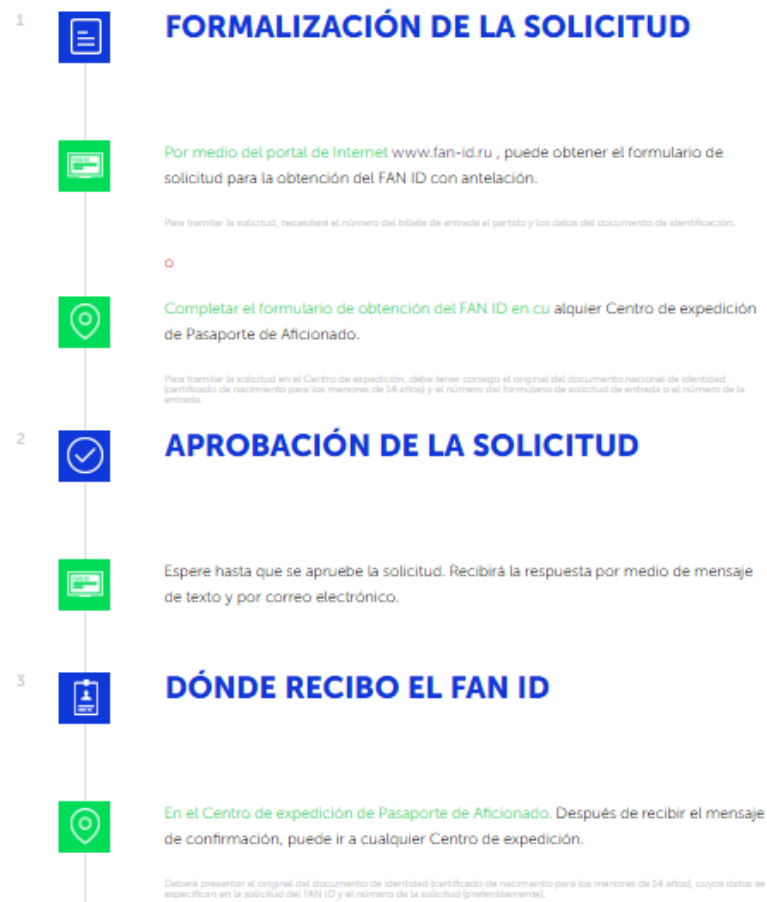 1
FORMALIZACIÓN DE LA SOLICITUD
Por medio del portal de Internet www.fan-id.ru , puede obtener el formulario de
solicitud para la obtención del FAN ID con antelación.
Para tramitar la solicitud, necesitará el número del billete de entrada al partido y los datos del documento de identificación.
O
Completar el formulario de obtención del FAN ID en cu alquier Centro de expedición
de Pasaporte de Aficionado.
Para tramitar la solicitud en el Centro de expedición, debe tener consigo el original del documento nacional de identidad
(certificado de nacimiento para los menores de 14 años) y el número del formulario de solicitud de entrada o el número de la
entrada.
2
APROBACIÓN DE LA SOLICITUD
Espere hasta que se apruebe la solicitud. Recibirá la respuesta por medio de mensaje
de texto y por correo electrónico.
3
DÓNDE RECIBO EL FAN ID
En el Centro de expedición de Pasaporte de Aficionado. Después de recibir el mensaje
de confirmación, puede ir a cualquier Centro de expedición.
Deberá presentar el original del documento de identidad (certificado de nacimiento para los menores de 14 años), cuyos datos se
especifican en la solicitud del FAN ID y el número de la solicitud (preferiblemente).